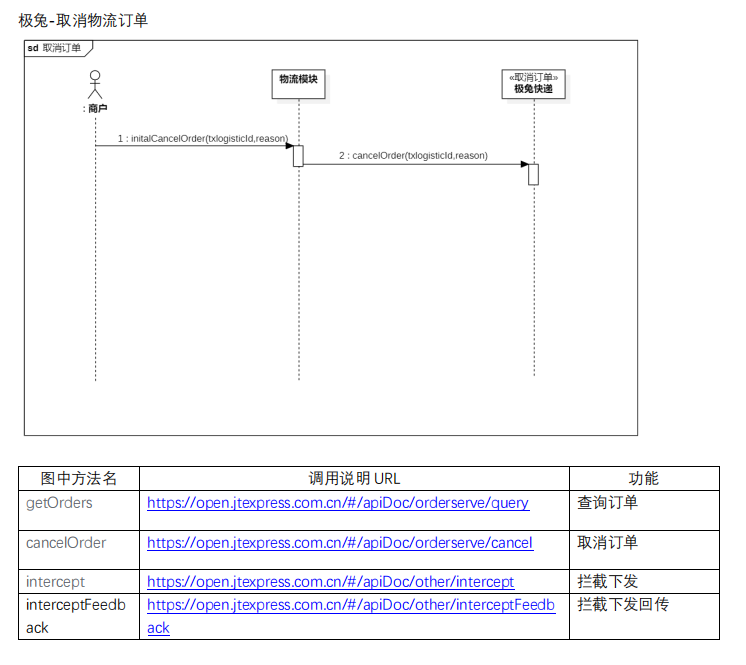 极兔-取消物流订单
sd 取消订单
物流模块
«取消订单»
极兔快递
: 商户
1 : initalCancelOrder(txlogisticId,reason)
2 : cancelOrder(txlogisticId,reason)
图中方法名 调用说明 URL 功能
getOrders https://open.jtexpress.com.cn/#/apiDoc/orderserve/query 查询订单
cancelOrder https://open.jtexpress.com.cn/#/apiDoc/orderserve/cancel 取消订单
intercept https://open.jtexpress.com.cn/#/apiDoc/other/intercept 拦截下发
interceptFeedb https://open.jtexpress.com.cn/#/apiDoc/other/interceptFeedb 拦截下发回传
ack ack